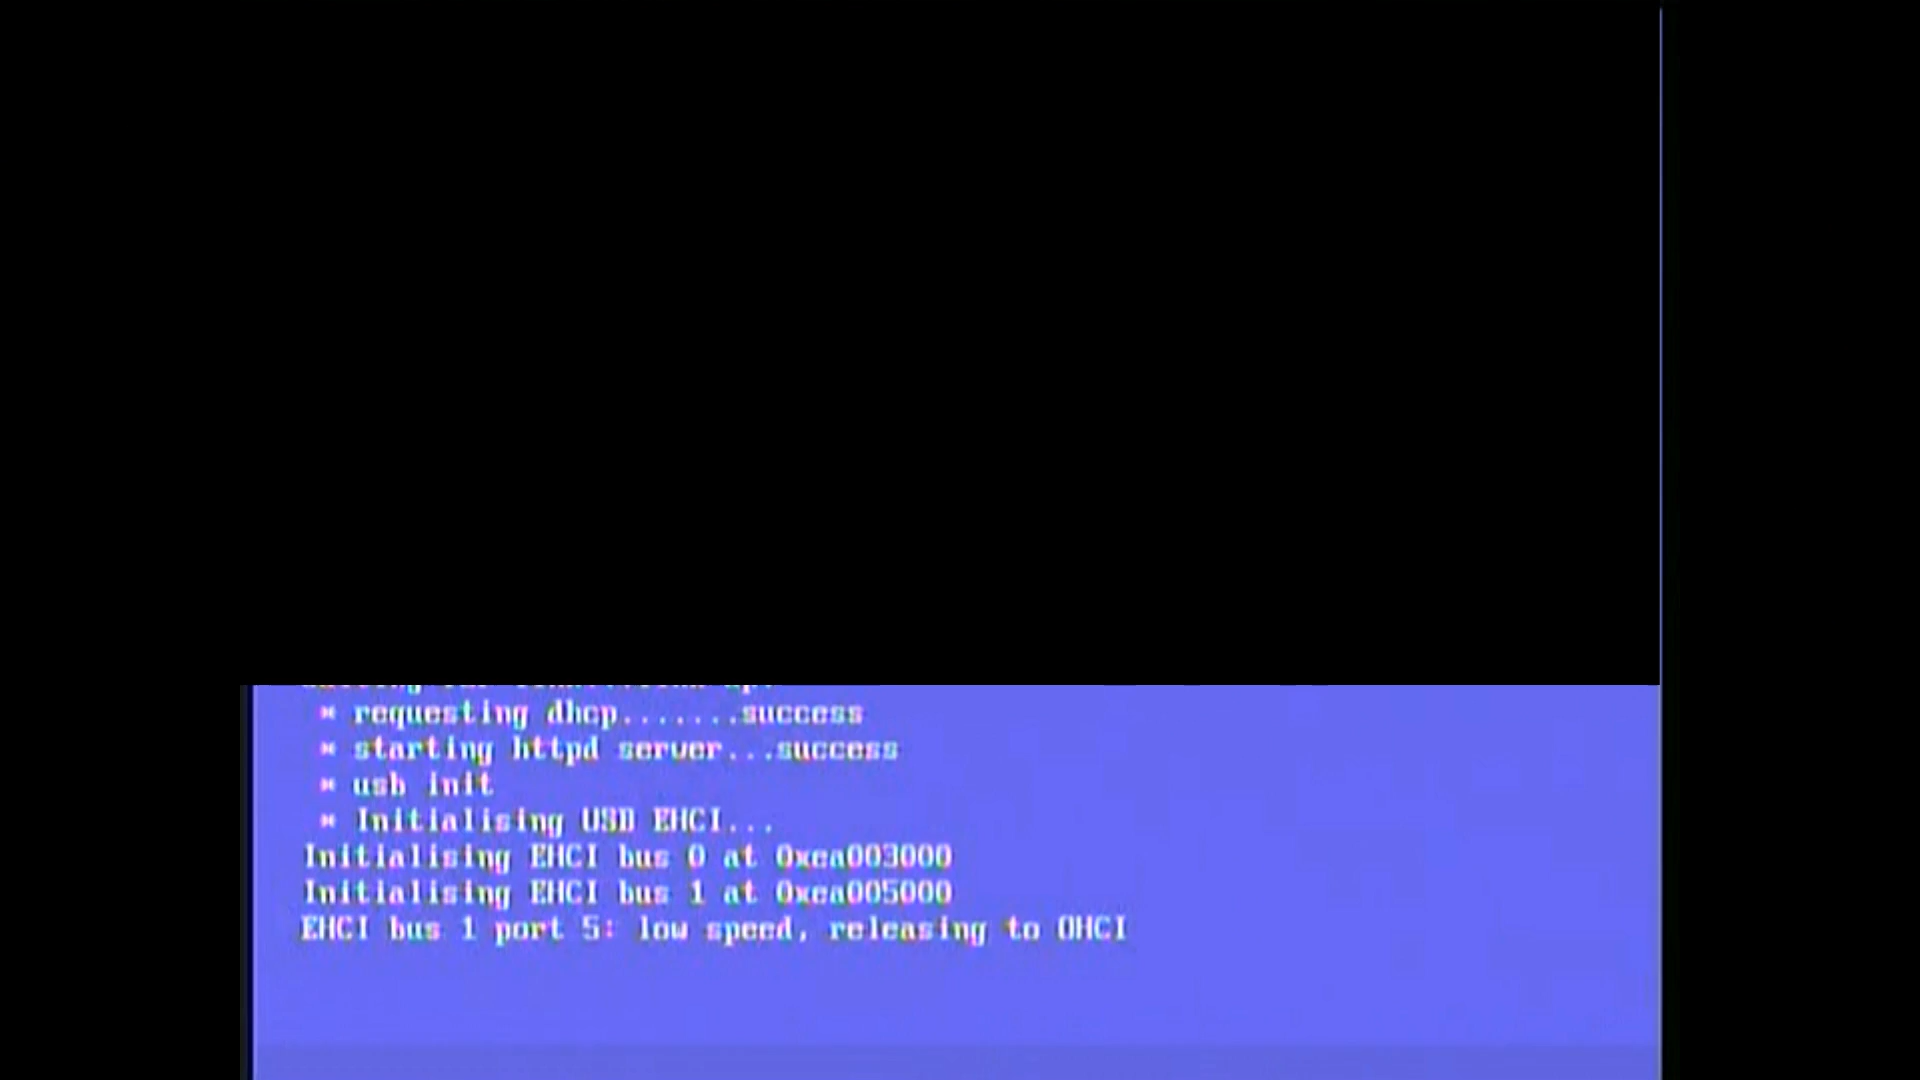 * requesting dhcp.......success
* starting httpd server...success
* usb init
* Initialising USB EHCI...
Initialising EHCI bus 0 at 0xea003000
Initialising EHCI bus 1 at 0xea005000
EHCI bus 1 port 5: low speed, releasing to OHCI